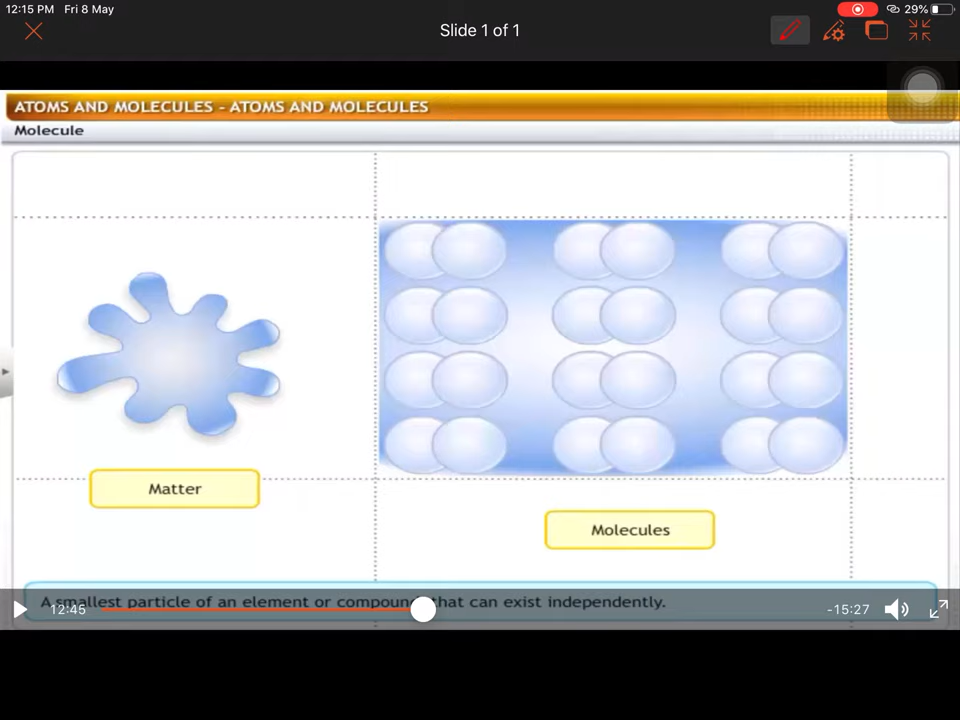 12:15 PM Fri 8 May
29%
Slide 1 of 1
ATOMS AND MOLECULES - ATOMS AND MOLECULES
Molecule
Matter
Molecules
A smallest particle of an element or compound that can exist independently.
12:45
-15:27